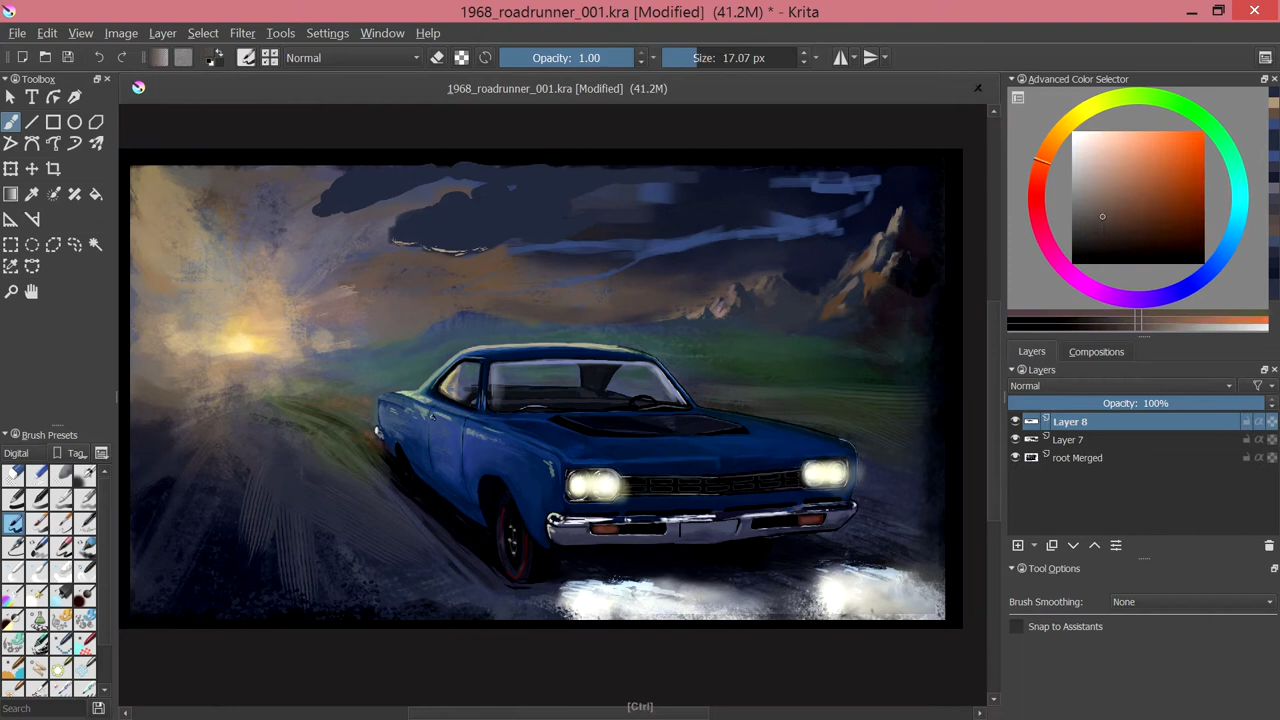 1968_roadrunner_001.kra [Modified] (41.2M) * - Krita
File Edit View Image Layer Filter Tools Settings Window Help
Normal Opacity: 1.00 Size: 17.07 px
Toolbox
1968_roadrunner_001.kra [Modified] (41.2M)
Advanced Color Selector
Layers Compositions
Layers
Normal
Opacity: 100%
Layer 8
Layer 7
root Merged
Brush Presets
Digital Tag
Tool Options
Brush Smoothing: None
Snap to Assistants
Search
[Ctrl]